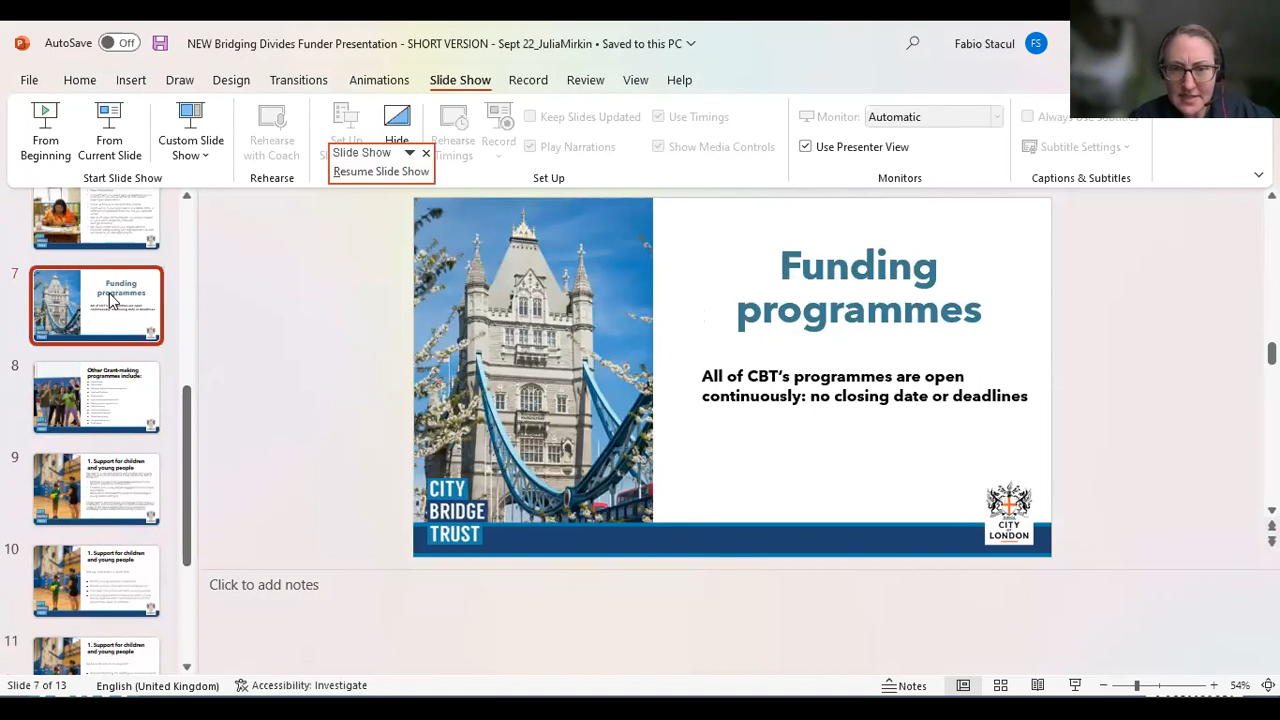 AutoSave Off NEW Bridging Divides Funder Presentation - SHORT VERSION - Sept 22_JuliaMirkin • Saved to this PC Fabio Stacul FS
File Home Insert Draw Design Transitions Animations Slide Show Record Review View Help
From Beginning
From Current Slide
Custom Slide Show
Rehearse with Coach
Set Up
Hide
Rehearse Timings
Record
Keep Slides Updated
Play Narrations
Use Timings
Show Media Controls
Monitor: Automatic
Use Presenter View
Always Use Subtitles
Subtitle Settings
Slide Show
Resume Slide Show
Start Slide Show Rehearse Set Up Monitors Captions & Subtitles
7
Funding
programmes
8
Other Grant-making
programmes include:
9
1. Support for children
and young people
10
1. Support for children
and young people
11
1. Support for children
and young people
Funding
programmes
All of CBT's programmes are open
continuously: no closing date or deadlines
CITY
BRIDGE
TRUST
CITY
OF
LONDON
Click to add notes
Slide 7 of 13 English (United Kingdom) Accessibility: Investigate Notes 54%